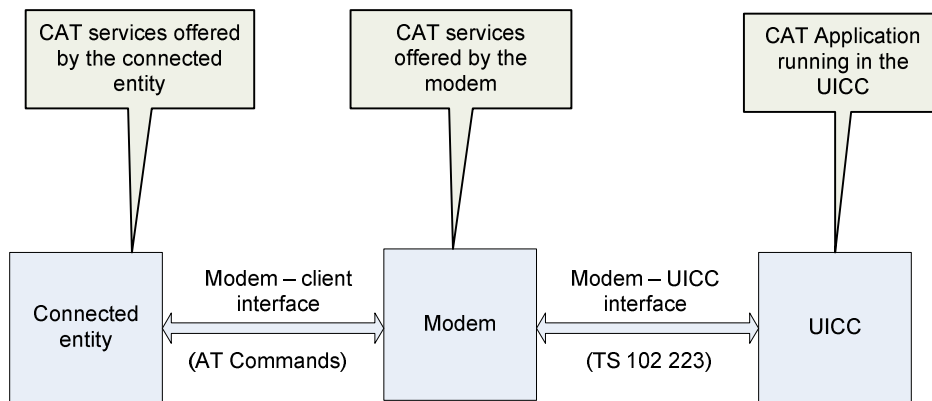 CAT services offered
by the connected
entity
CAT services
offered by the
modem
CAT Application
running in the
UICC
Connected
entity
Modem – client
interface
(AT Commands)
Modem
Modem – UICC
interface
(TS 102 223)
UICC